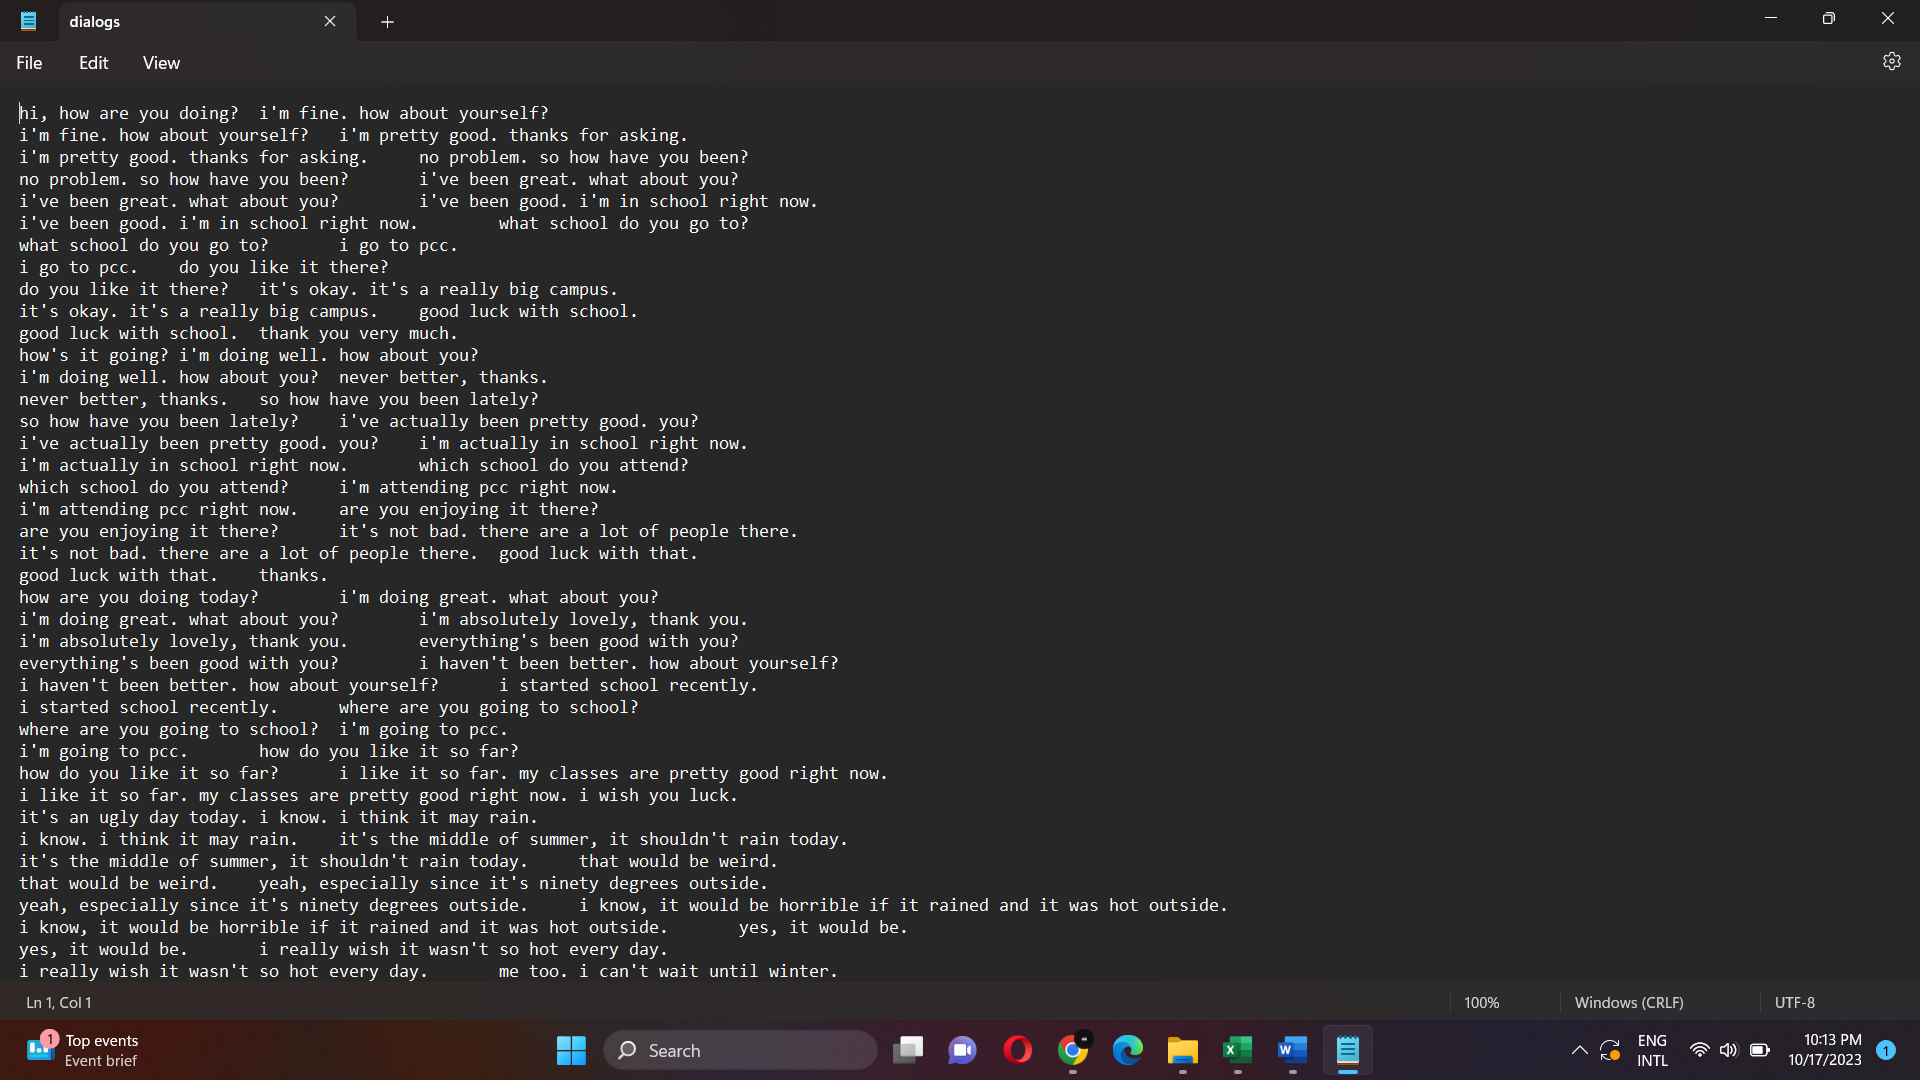 dialogs
File Edit View
hi, how are you doing?	i'm fine. how about yourself?
i'm fine. how about yourself?	i'm pretty good. thanks for asking.
i'm pretty good. thanks for asking.	no problem. so how have you been?
no problem. so how have you been?	i've been great. what about you?
i've been great. what about you?	i've been good. i'm in school right now.
i've been good. i'm in school right now.	what school do you go to?
what school do you go to?	i go to pcc.
i go to pcc.	do you like it there?
do you like it there?	it's okay. it's a really big campus.
it's okay. it's a really big campus.	good luck with school.
good luck with school.	thank you very much.
how's it going?	i'm doing well. how about you?
i'm doing well. how about you?	never better, thanks.
never better, thanks.	so how have you been lately?
so how have you been lately?	i've actually been pretty good. you?
i've actually been pretty good. you?	i'm actually in school right now.
i'm actually in school right now.	which school do you attend?
which school do you attend?	i'm attending pcc right now.
i'm attending pcc right now.	are you enjoying it there?
are you enjoying it there?	it's not bad. there are a lot of people there.
it's not bad. there are a lot of people there.	good luck with that.
good luck with that.	thanks.
how are you doing today?	i'm doing great. what about you?
i'm doing great. what about you?	i'm absolutely lovely, thank you.
i'm absolutely lovely, thank you.	everything's been good with you?
everything's been good with you?	i haven't been better. how about yourself?
i haven't been better. how about yourself?	i started school recently.
i started school recently.	where are you going to school?
where are you going to school?	i'm going to pcc.
i'm going to pcc.	how do you like it so far?
how do you like it so far?	i like it so far. my classes are pretty good right now.
i like it so far. my classes are pretty good right now.	i wish you luck.
it's an ugly day today.	i know. i think it may rain.
i know. i think it may rain.	it's the middle of summer, it shouldn't rain today.
it's the middle of summer, it shouldn't rain today.	that would be weird.
that would be weird.	yeah, especially since it's ninety degrees outside.
yeah, especially since it's ninety degrees outside.	i know, it would be horrible if it rained and it was hot outside.
i know, it would be horrible if it rained and it was hot outside.	yes, it would be.
yes, it would be.	i really wish it wasn't so hot every day.
i really wish it wasn't so hot every day.	me too. i can't wait until winter.
Ln 1, Col 1	100%	Windows (CRLF)	UTF-8
1 Top events
Event brief
Search
ENG
INTL
10:13 PM
10/17/2023
1